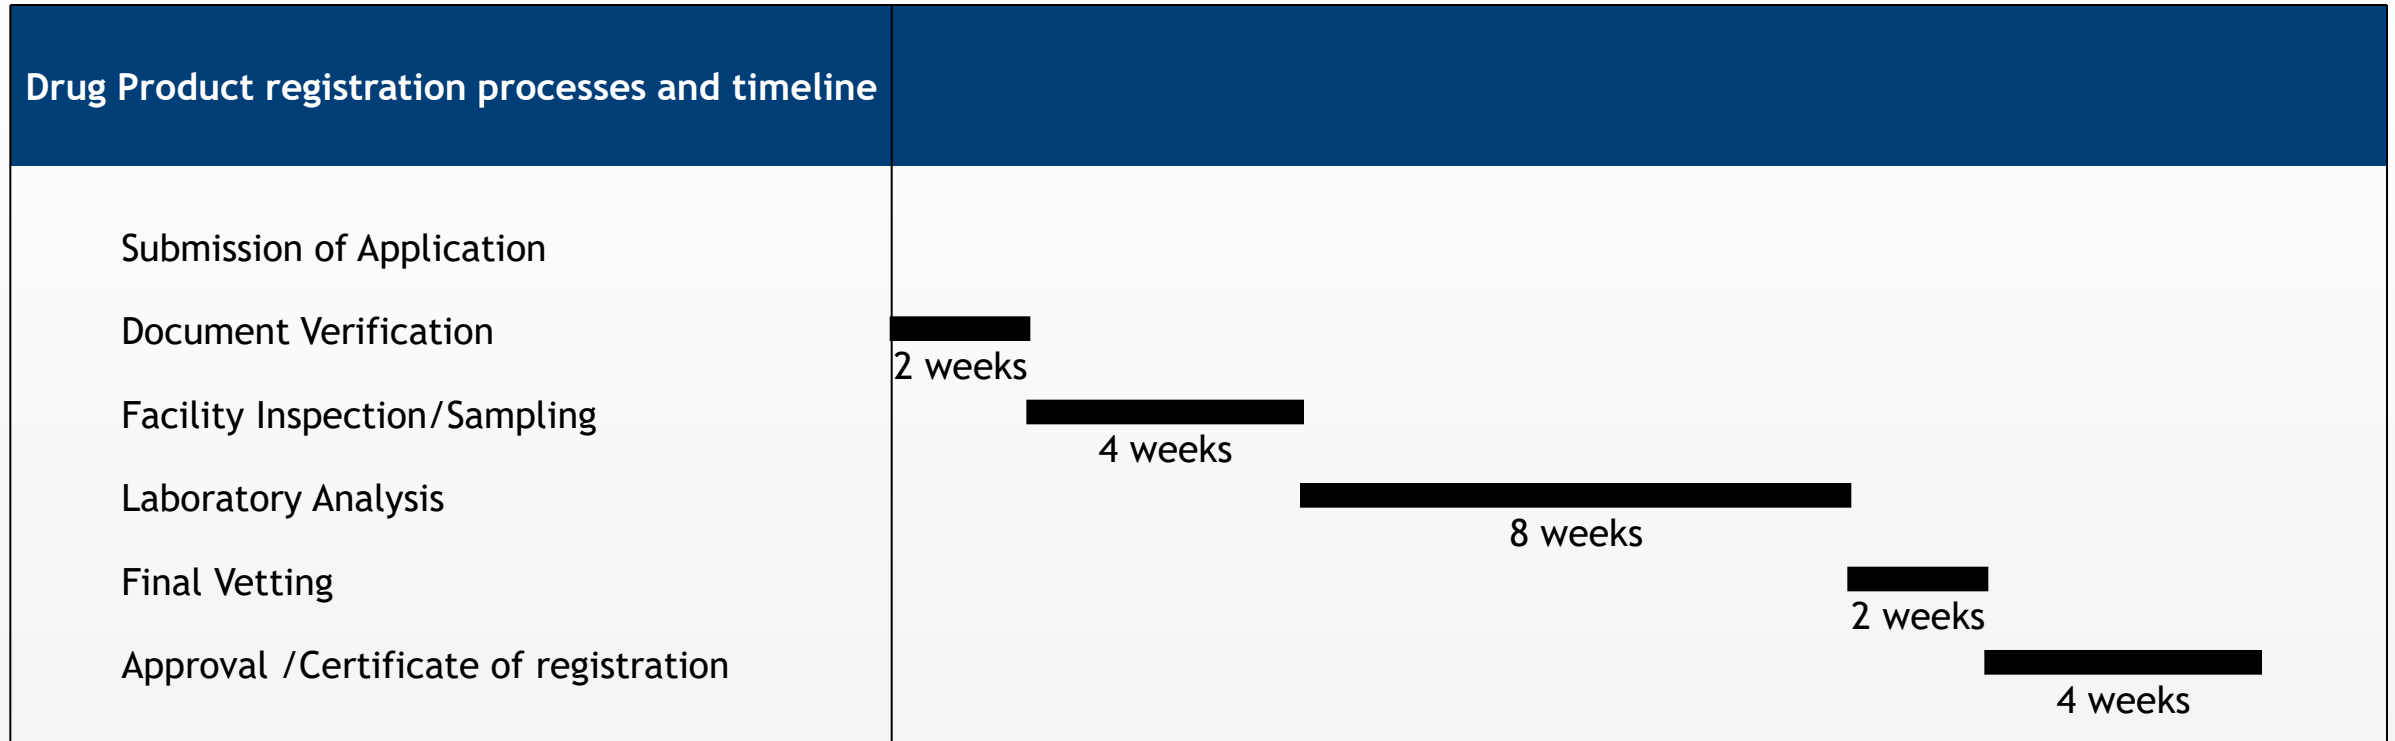 Drug Product registration processes and timeline
Submission of Application
Document Verification
2 weeks
Facility Inspection/Sampling
4 weeks
Laboratory Analysis
8 weeks
Final Vetting
2 weeks
Approval /Certificate of registration
4 weeks